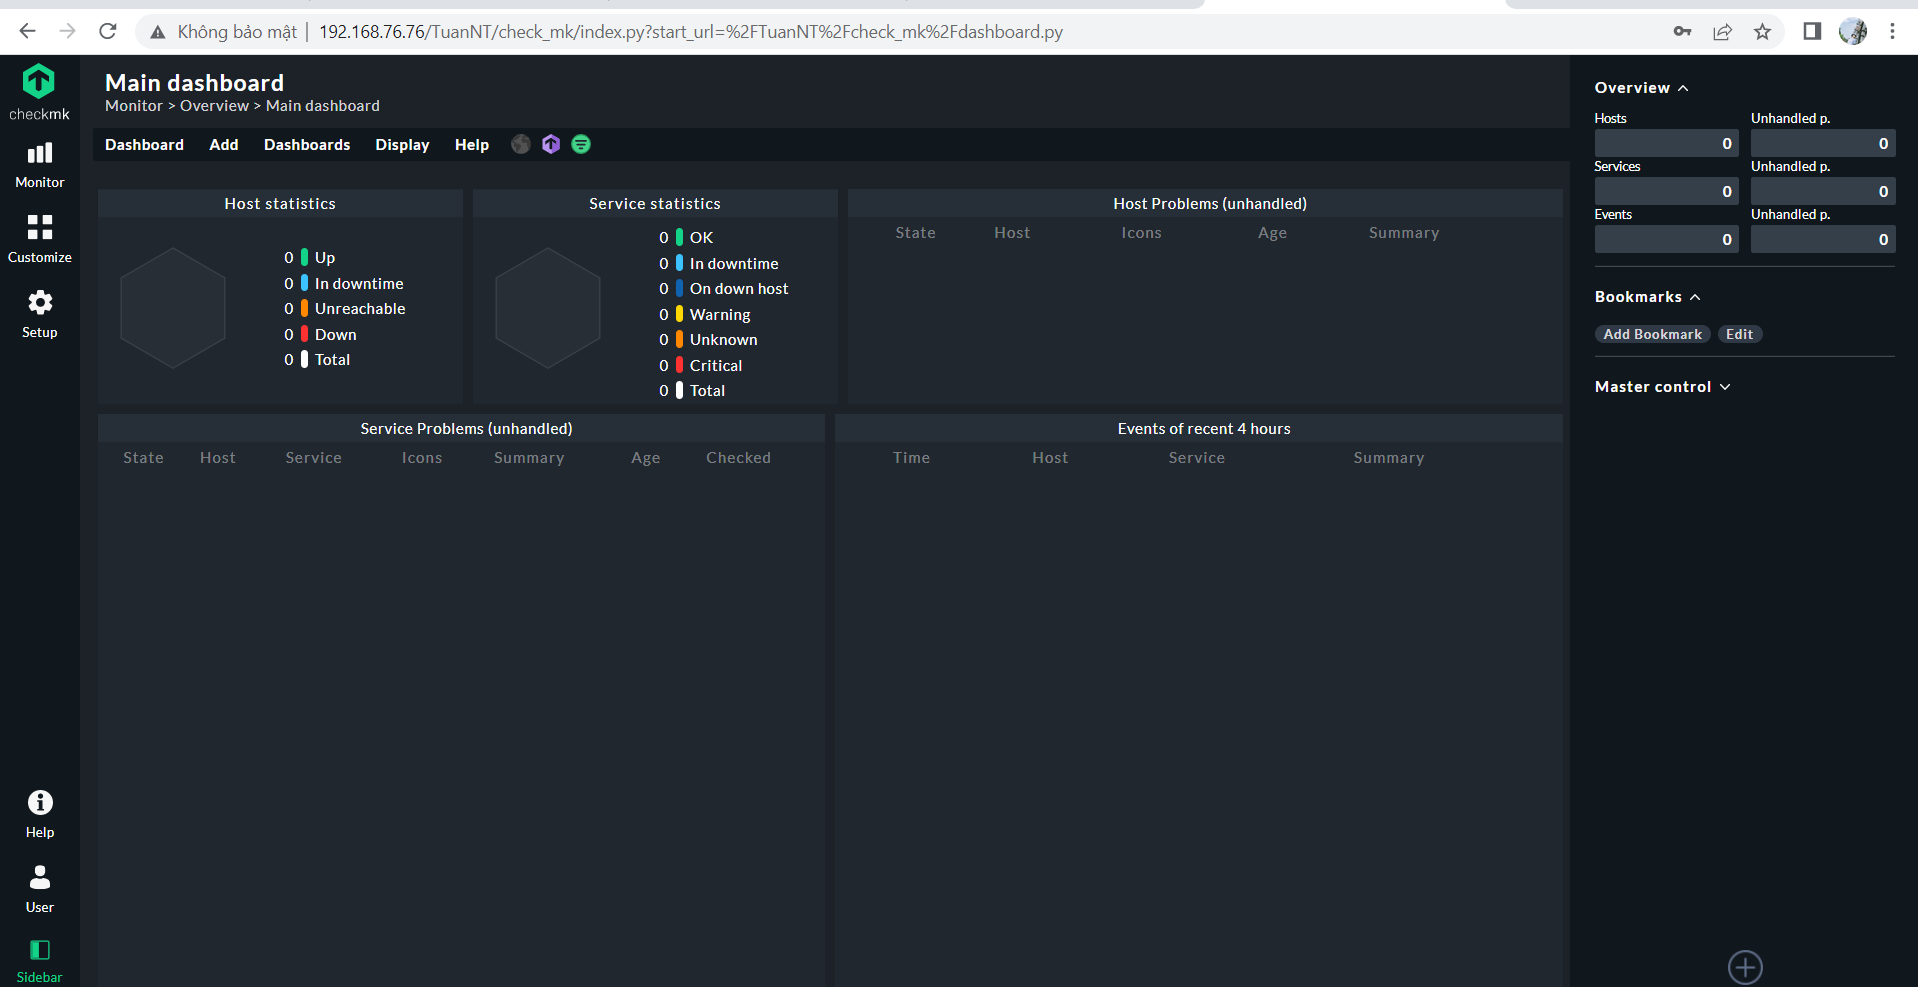 Không bảo mật | 192.168.76.76/TuanNT/check_mk/index.py?start_url=%2FTuanNT%2Fcheck_mk%2Fdashboard.py
checkmk
Monitor
Customize
Setup
Help
User
Sidebar
Main dashboard
Monitor > Overview > Main dashboard
Dashboard Add Dashboards Display Help
Host statistics
0 Up
0 In downtime
0 Unreachable
0 Down
0 Total
Service statistics
0 OK
0 In downtime
0 On down host
0 Warning
0 Unknown
0 Critical
0 Total
Host Problems (unhandled)
State Host Icons Age Summary
Service Problems (unhandled)
State Host Service Icons Summary Age Checked
Events of recent 4 hours
Time Host Service Summary
Overview
Hosts Unhandled p.
0 0
Services Unhandled p.
0 0
Events Unhandled p.
0 0
Bookmarks
Add Bookmark Edit
Master control